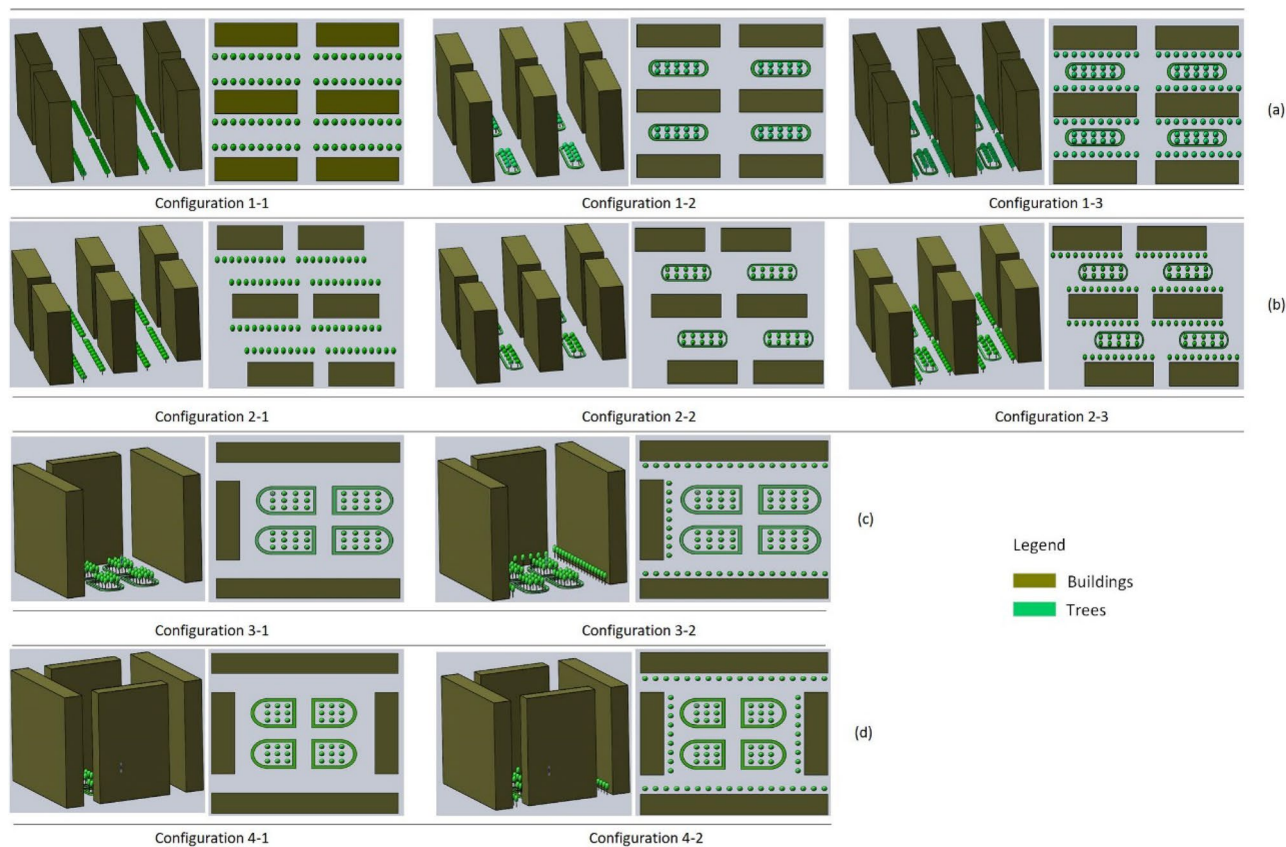 (a)
Configuration 1-1 Configuration 1-2 Configuration 1-3
(b)
Configuration 2-1 Configuration 2-2 Configuration 2-3
(c)
Legend
Buildings
Trees
Configuration 3-1 Configuration 3-2
(d)
Configuration 4-1 Configuration 4-2